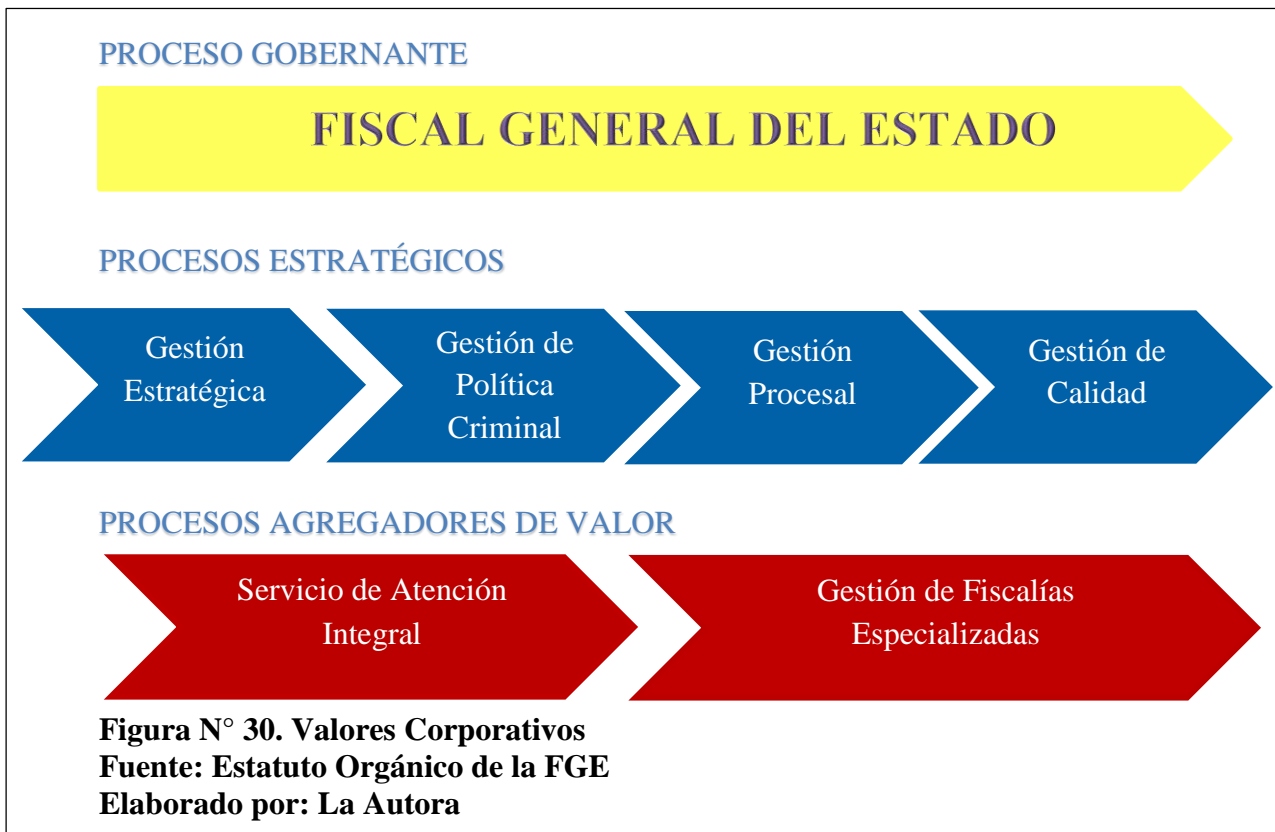 PROCESO GOBERNANTE
FISCAL GENERAL DEL ESTADO
PROCESOS ESTRATÉGICOS
Gestión
Estratégica
Gestión de
Política
Criminal
Gestión
Procesal
Gestión de
Calidad
PROCESOS AGREGADORES DE VALOR
Servicio de Atención
Integral
Gestión de Fiscalías
Especializadas
Figura N° 30. Valores Corporativos
Fuente: Estatuto Orgánico de la FGE
Elaborado por: La Autora